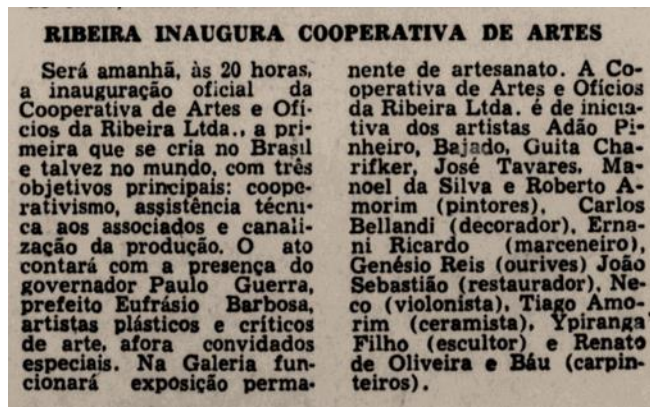 RIBEIRA INAUGURA COOPERATIVA DE ARTES
Será amanhã, às 20 horas,
a inauguração oficial da
Cooperativa de Artes e Ofí-
cios da Ribeira Ltda., a pri-
meira que se cria no Brasil
e talvez no mundo, com três
objetivos principais: coope-
rativismo, assistência técni-
ca aos associados e canali-
zação da produção. O ato
contará com a presença do
governador Paulo Guerra,
prefeito Eufrásio Barbosa,
artistas plásticos e críticos
de arte, afora convidados
especiais. Na Galeria fun-
cionará exposição perma-
nente de artesanato. A Co-
operativa de Artes e Ofícios
da Ribeira Ltda. é de inicia-
tiva dos artistas Adão Pi-
nheiro, Bajado, Guita Cha-
rifker, José Tavares, Ma-
noel da Silva e Roberto A-
morim (pintores), Carlos
Bellandi (decorador), Erna-
ni Ricardo (marceneiro),
Genésio Reis (ourives) João
Sebastião (restaurador), Ne-
co (violonista), Tiago Amo-
rim (ceramista), Ypiranga
Filho (escultor) e Renato
de Oliveira e Báu (carpin-
teiros).